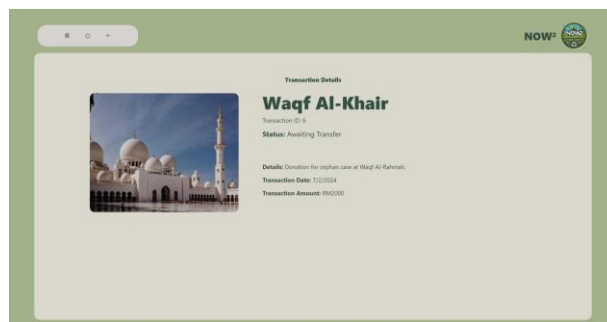 NOW²
Transaction Details
Waqf Al-Khair
Transaction ID: 6
Status: Awaiting Transfer
Details: Donation for orphan care at Waqf Al-Rahmah.
Transaction Date: 7/2/2024
Transaction Amount: RM2000